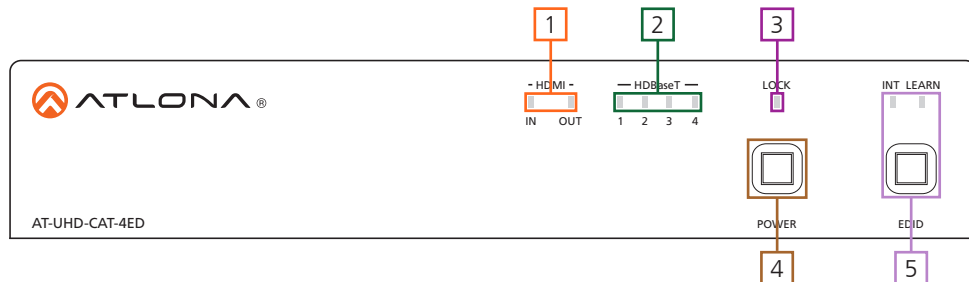 1 2 3
- HDMI - — HDBaseT — LOCK INT LEARN
ATLONA ®
IN OUT 1 2 3 4
AT-UHD-CAT-4ED POWER EDID
4 5